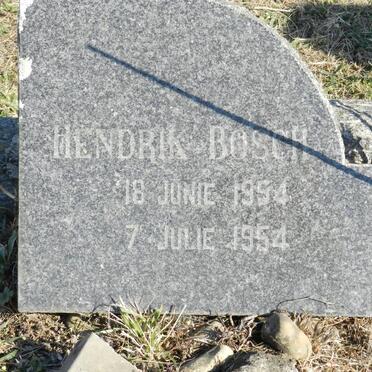 HENDRIK BOSCH
18 JUNIE 1954
7 JULIE 1954